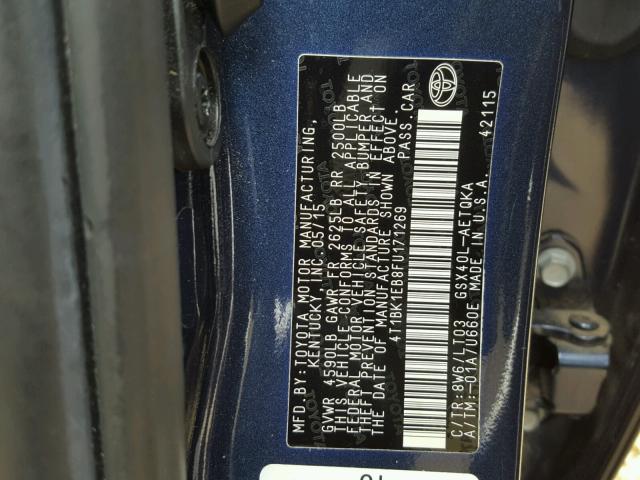 MFD.BY:TOYOTA MOTOR MANUFACTURING,
KENTUCKY, INC.05/15
GVWR 4590LB GAWR FR 2625LB RR 2500LB
THIS VEHICLE CONFORMS TO ALL APPLICABLE
FEDERAL MOTOR VEHICLE SAFETY, BUMPER, AND
THEFT PREVENTION STANDARDS IN EFFECT ON
THE DATE OF MANUFACTURE SHOWN ABOVE.
4T1BK1EB8FU171269 PASS.CAR
C/TR:8W6/LT03 GSX40L-AETQKA
A/TM:-01A/U660E MADE IN U.S.A.
42115
TOYOTA